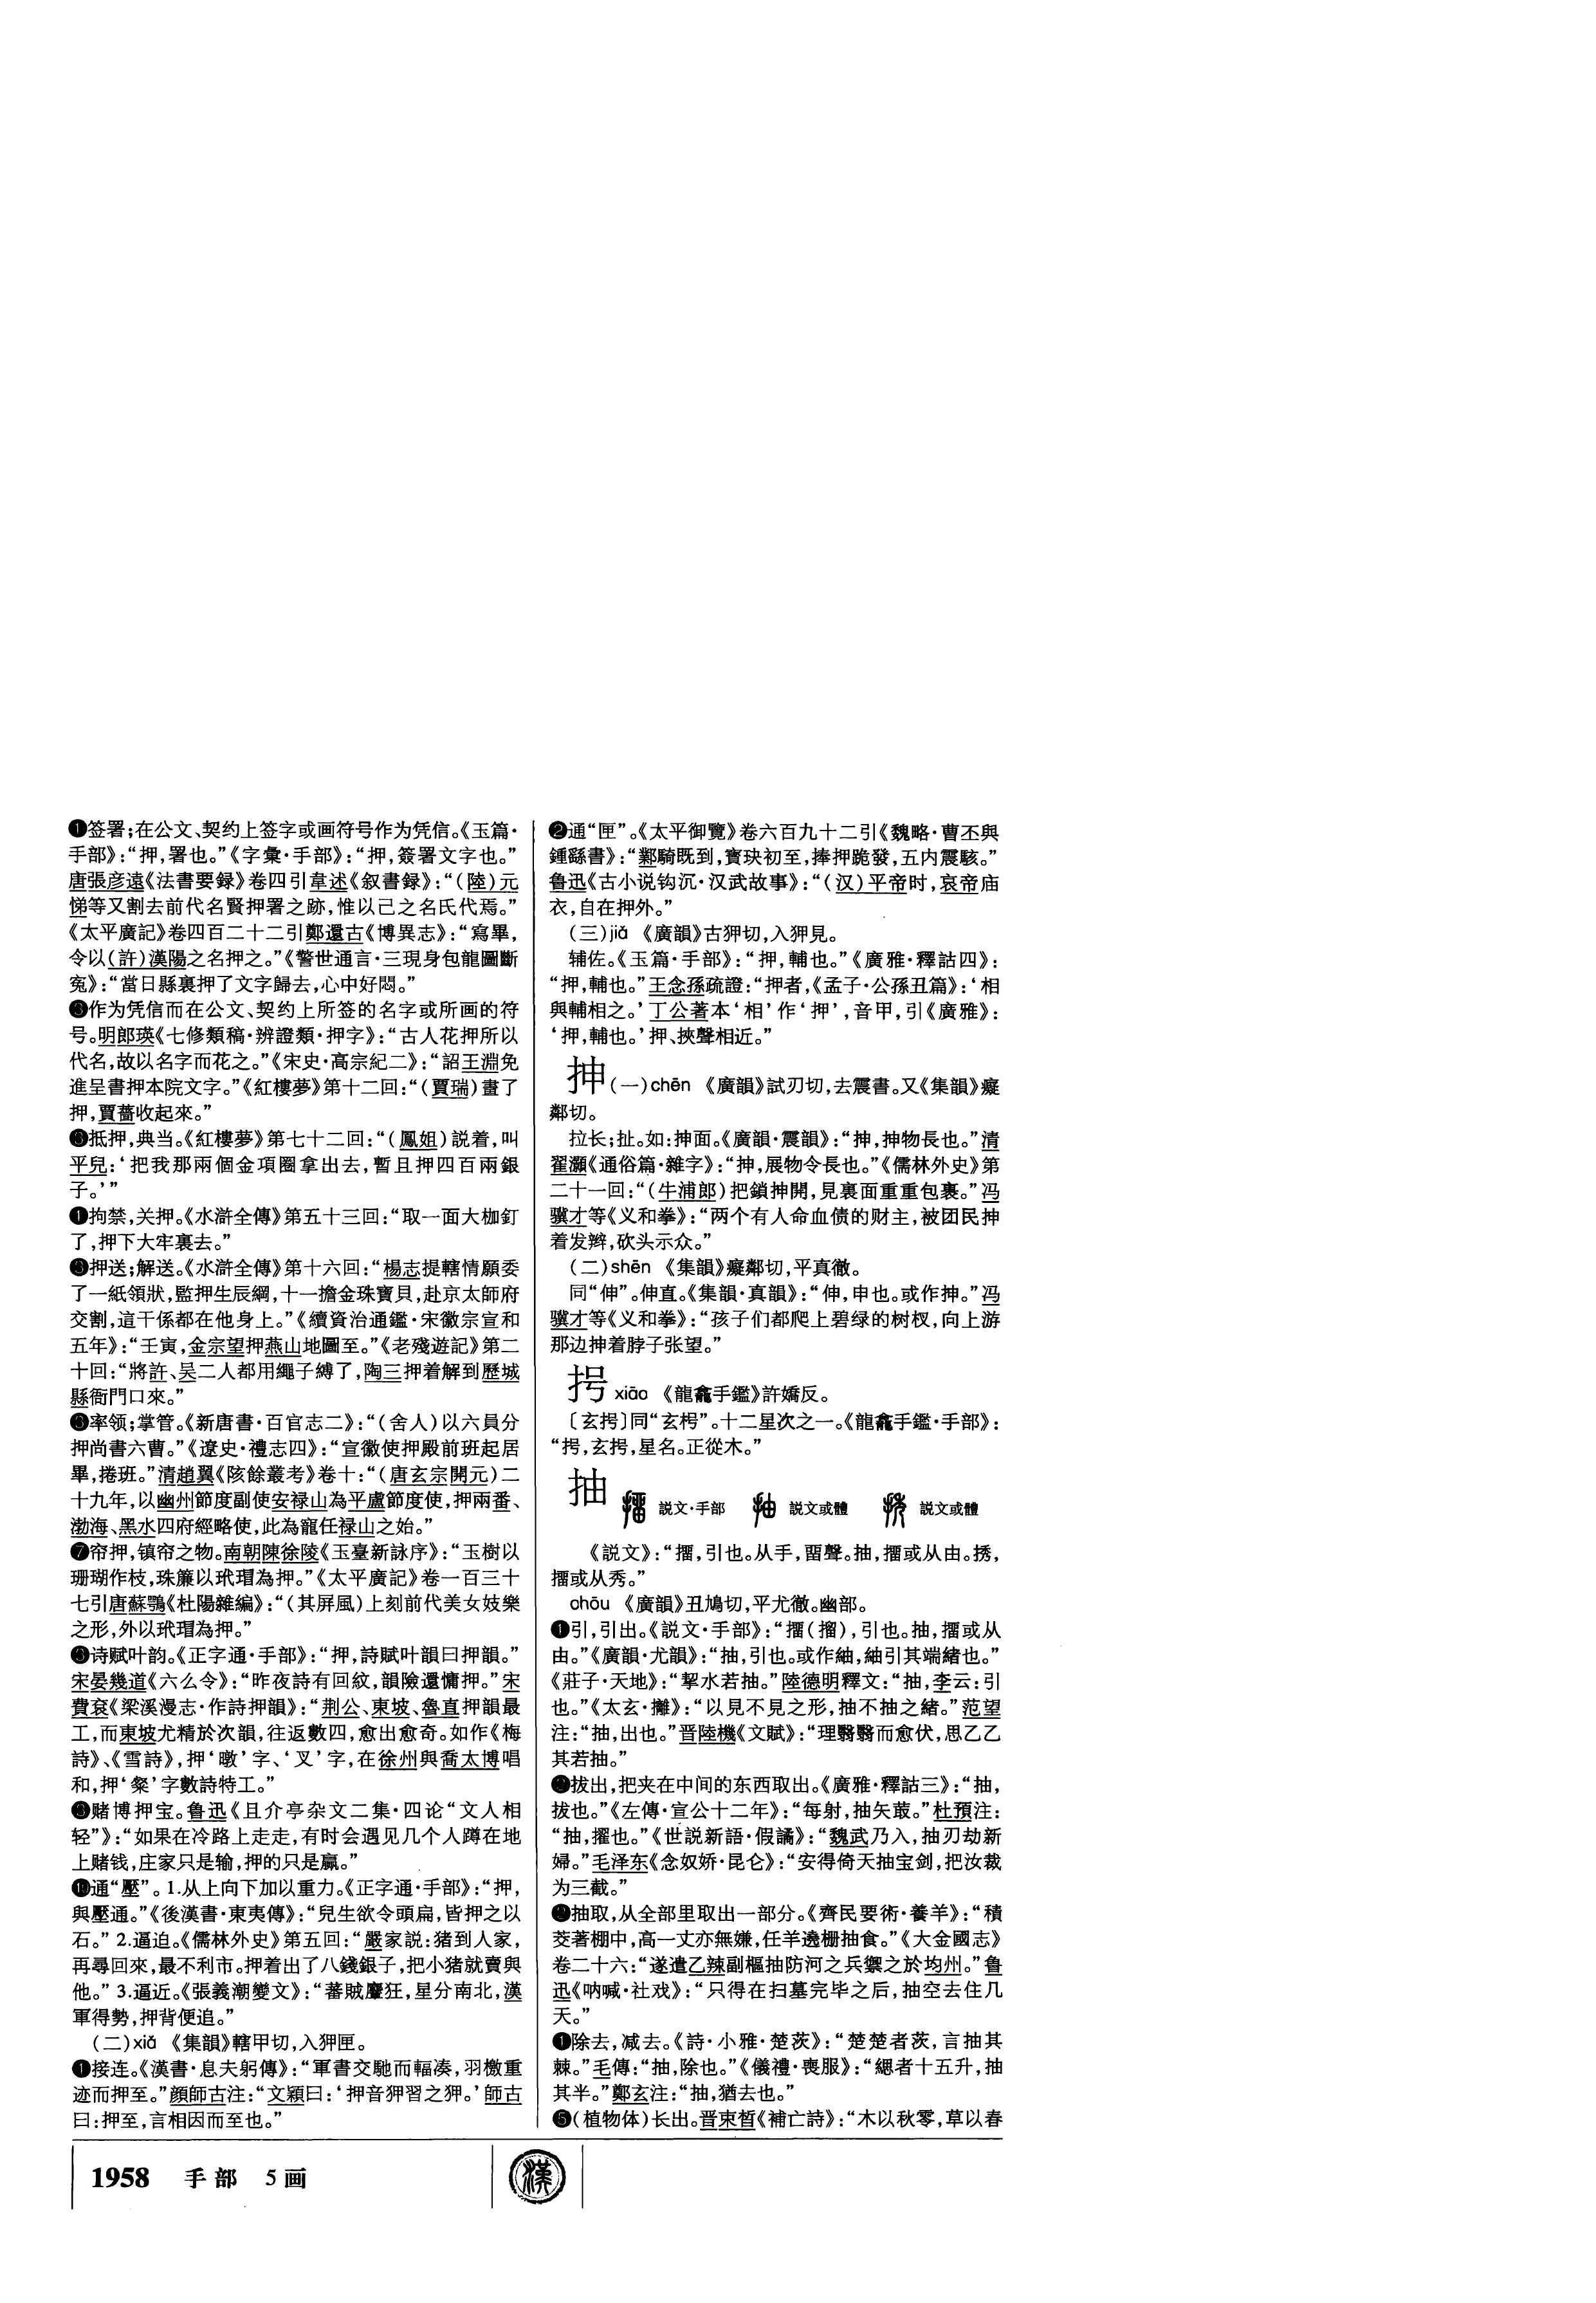 ❶签署;在公文、契约上签字或画符号作为凭信。《玉篇·
手部》:“押,署也。”《字彙·手部》:“押,簽署文字也。”
唐張彦遠《法書要録》卷四引韋述《叙書録》:“(陸)元
悌等又割去前代名賢押署之跡,惟以己之名氏代焉。”
《太平廣記》卷四百二十二引鄭還古《博異志》:“寫畢,
令以(許)漢陽之名押之。”《警世通言·三現身包龍圖斷
冤》:“當日縣裏押了文字歸去,心中好悶。”
作为凭信而在公文、契约上所签的名字或所画的符
号。明郎瑛《七修類稿·辨證類·押字》:“古人花押所以
代名,故以名字而花之。”《宋史·高宗紀二》:“詔王淵免
進呈書押本院文字。”《紅樓夢》第十二回:“(賈瑞)畫了
押,賈薔收起來。”
抵押,典当。《紅樓夢》第七十二回:“(鳳姐)説着,叫
平兒:‘把我那兩個金項圈拿出去,暫且押四百兩銀
子。’”
❶拘禁,关押。《水滸全傳》第五十三回:“取一面大枷釘
了,押下大牢裏去。”
押送;解送。《水滸全傳》第十六回:“楊志提轄情願委
了一紙領狀,監押生辰綱,十一擔金珠寶貝,赴京太師府
交割,這干係都在他身上。”《續資治通鑑·宋徽宗宣和
五年》:“壬寅,金宗望押燕山地圖至。”《老殘遊記》第二
十回:“將許、吴二人都用繩子縛了,陶三押着解到歷城
縣衙門口來。”
率领;掌管。《新唐書·百官志二》:“(舍人)以六員分
押尚書六曹。”《遼史·禮志四》:“宣徽使押殿前班起居
畢,捲班。”清趙翼《陔餘叢考》卷十:“(唐玄宗開元)二
十九年,以幽州節度副使安禄山為平盧節度使,押兩番、
渤海、黑水四府經略使,此為寵任禄山之始。”
❼帘押,镇帘之物。南朝陳徐陵《玉臺新詠序》:“玉樹以
珊瑚作枝,珠簾以玳瑁為押。”《太平廣記》卷一百三十
七引唐蘇鶚《杜陽雜編》:“(其屏風)上刻前代美女妓樂
之形,外以玳瑁為押。”
诗赋叶韵。《正字通·手部》:“押,詩賦叶韻曰押韻。”
宋晏幾道《六么令》:“昨夜詩有回紋,韻險還慵押。”宋
費衮《梁溪漫志·作詩押韻》:“荆公、東坡、魯直押韻最
工,而東坡尤精於次韻,往返數四,愈出愈奇。如作《梅
詩》、《雪詩》,押‘暾’字、‘叉’字,在徐州與喬太博唱
和,押‘粲’字數詩特工。”
赌博押宝。鲁迅《且介亭杂文二集·四论“文人相
轻”》:“如果在冷路上走走,有时会遇见几个人蹲在地
上赌钱,庄家只是输,押的只是赢。”
❿通“壓”。1.从上向下加以重力。《正字通·手部》:“押,
與壓通。”《後漢書·東夷傳》:“兒生欲令頭扁,皆押之以
石。”2.逼迫。《儒林外史》第五回:“嚴家説:猪到人家,
再尋回來,最不利市。押着出了八錢銀子,把小猪就賣與
他。”3.逼近。《張義潮變文》:“蕃賊麞狂,星分南北,漢
軍得勢,押背便追。”
(二)xiá 《集韻》轄甲切,入狎匣。
❶接连。《漢書·息夫躬傳》:“軍書交馳而輻湊,羽檄重
迹而押至。”顔師古注:“文穎曰:‘押音狎習之狎。’師古
曰:押至,言相因而至也。”
❷通“匣”。《太平御覽》卷六百九十二引《魏略·曹丕與
鍾繇書》:“鄴騎既到,寳玦初至,捧押跪發,五内震駭。”
鲁迅《古小说钩沉·汉武故事》:“(汉)平帝时,哀帝庙
衣,自在押外。”
(三)jiǎ 《廣韻》古狎切,入狎見。
辅佐。《玉篇·手部》:“押,輔也。”《廣雅·釋詁四》:
“押,輔也。”王念孫疏證:“押者,《孟子·公孫丑篇》:‘相
與輔相之。’丁公著本‘相’作‘押’,音甲,引《廣雅》:
‘押,輔也。’押、挾聲相近。”
抻(一)chēn 《廣韻》試刃切,去震書。又《集韻》癡
鄰切。
拉长;扯。如:抻面。《廣韻·震韻》:“抻,抻物長也。”清
翟灝《通俗篇·雜字》:“抻,展物令長也。”《儒林外史》第
二十一回:“(牛浦郎)把鎖抻開,見裏面重重包裹。”冯
骥才等《义和拳》:“两个有人命血债的财主,被团民抻
着发辫,砍头示众。”
(二)shēn 《集韻》癡鄰切,平真徹。
同“伸”。伸直。《集韻·真韻》:“伸,申也。或作抻。”冯
骥才等《义和拳》:“孩子们都爬上碧绿的树杈,向上游
那边抻着脖子张望。”
挦xiāo 《龍龕手鑑》許嬌反。
〔玄〕同“玄枵”。十二星次之一。《龍龕手鑑·手部》:
“玄,星名。正從木。”
抽 説文·手部 説文或體 説文或體
《説文》:“㨨,引也。从手,畱聲。抽,㨨或从由。挘,
㨨或从秀。”
chōu 《廣韻》丑鳩切,平尤徹。幽部。
❶引,引出。《説文·手部》:“㨨(摺),引也。抽,㨨或从
由。”《廣韻·尤韻》:“抽,引也。或作紬,紬引其端緒也。”
《莊子·天地》:“挈水若抽。”陸德明釋文:“抽,李云:引
也。”《太玄·攡》:“以見不見之形,抽不抽之緒。”范望
注:“抽,出也。”晋陸機《文賦》:“理翳翳而愈伏,思乙乙
其若抽。”
拔出,把夹在中间的东西取出。《廣雅·釋詁三》:“抽,
拔也。”《左傳·宣公十二年》:“每射,抽矢菆。”杜預注:
“抽,擢也。”《世説新語·假譎》:“魏武乃入,抽刃劫新
婦。”毛泽东《念奴娇·昆仑》:“安得倚天抽宝剑,把汝裁
为三截。”
抽取,从全部里取出一部分。《齊民要術·養羊》:“積
茭著棚中,高一丈亦無嫌,任羊遶栅抽食。”《大金國志》
卷二十六:“遂遣乙辣副樞抽防河之兵禦之於均州。”鲁
迅《呐喊·社戏》:“只得在扫墓完毕之后,抽空去住几
天。”
❶除去,减去。《詩·小雅·楚茨》:“楚楚者茨,言抽其
棘。”毛傳:“抽,除也。”《儀禮·喪服》:“緦者十五升,抽
其半。”鄭玄注:“抽,猶去也。”
❺(植物体)长出。晋束晳《補亡詩》:“木以秋零,草以春
1958 手部 5画
漢